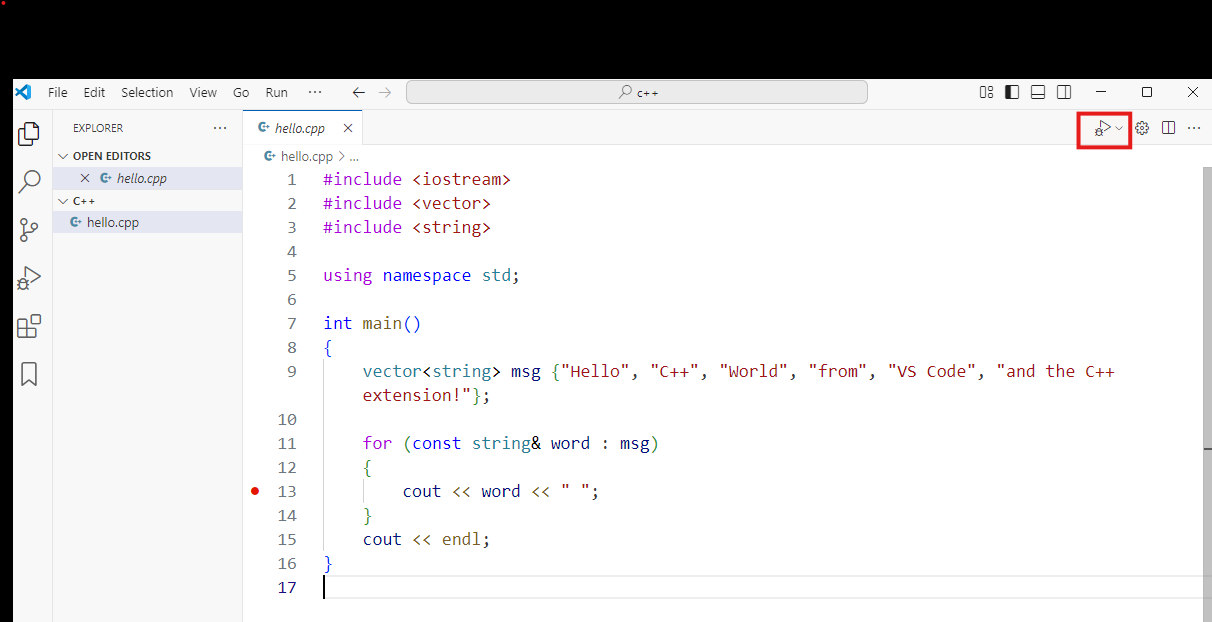 File Edit Selection View Go Run ···
c++
EXPLORER ···
hello.cpp
OPEN EDITORS
hello.cpp
C++
hello.cpp
hello.cpp > ...
1 #include <iostream>
2 #include <vector>
3 #include <string>
4
5 using namespace std;
6
7 int main()
8 {
9 vector<string> msg {"Hello", "C++", "World", "from", "VS Code", "and the C++
extension!"};
10
11 for (const string& word : msg)
12 {
13 cout << word << " ";
14 }
15 cout << endl;
16 }
17